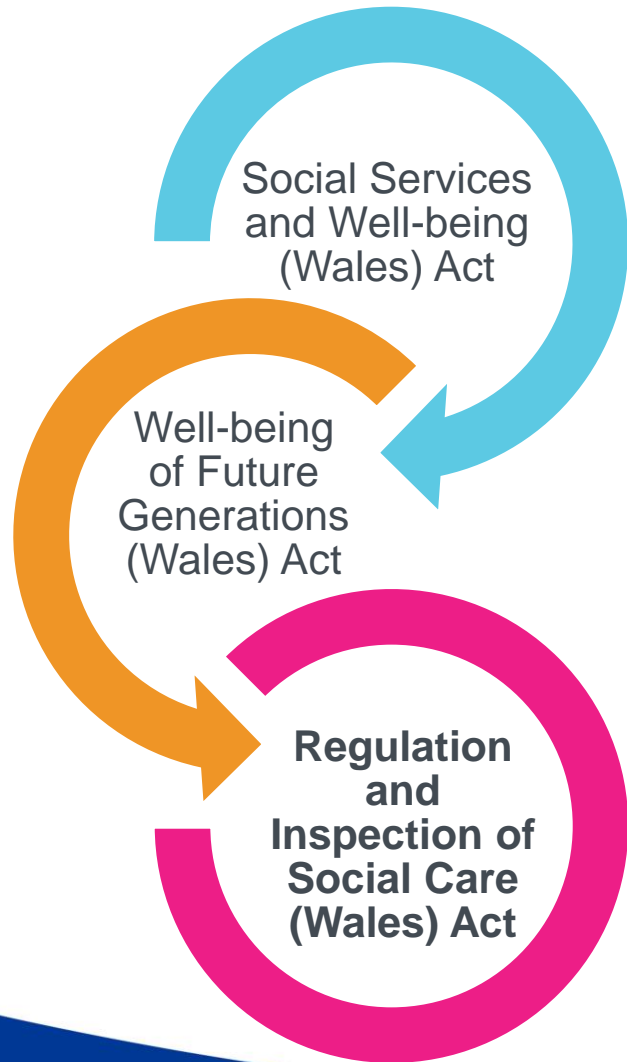 Social Services
and Well-being
(Wales) Act
Well-being
of Future
Generations
(Wales) Act
Regulation
and
Inspection of
Social Care
(Wales) Act